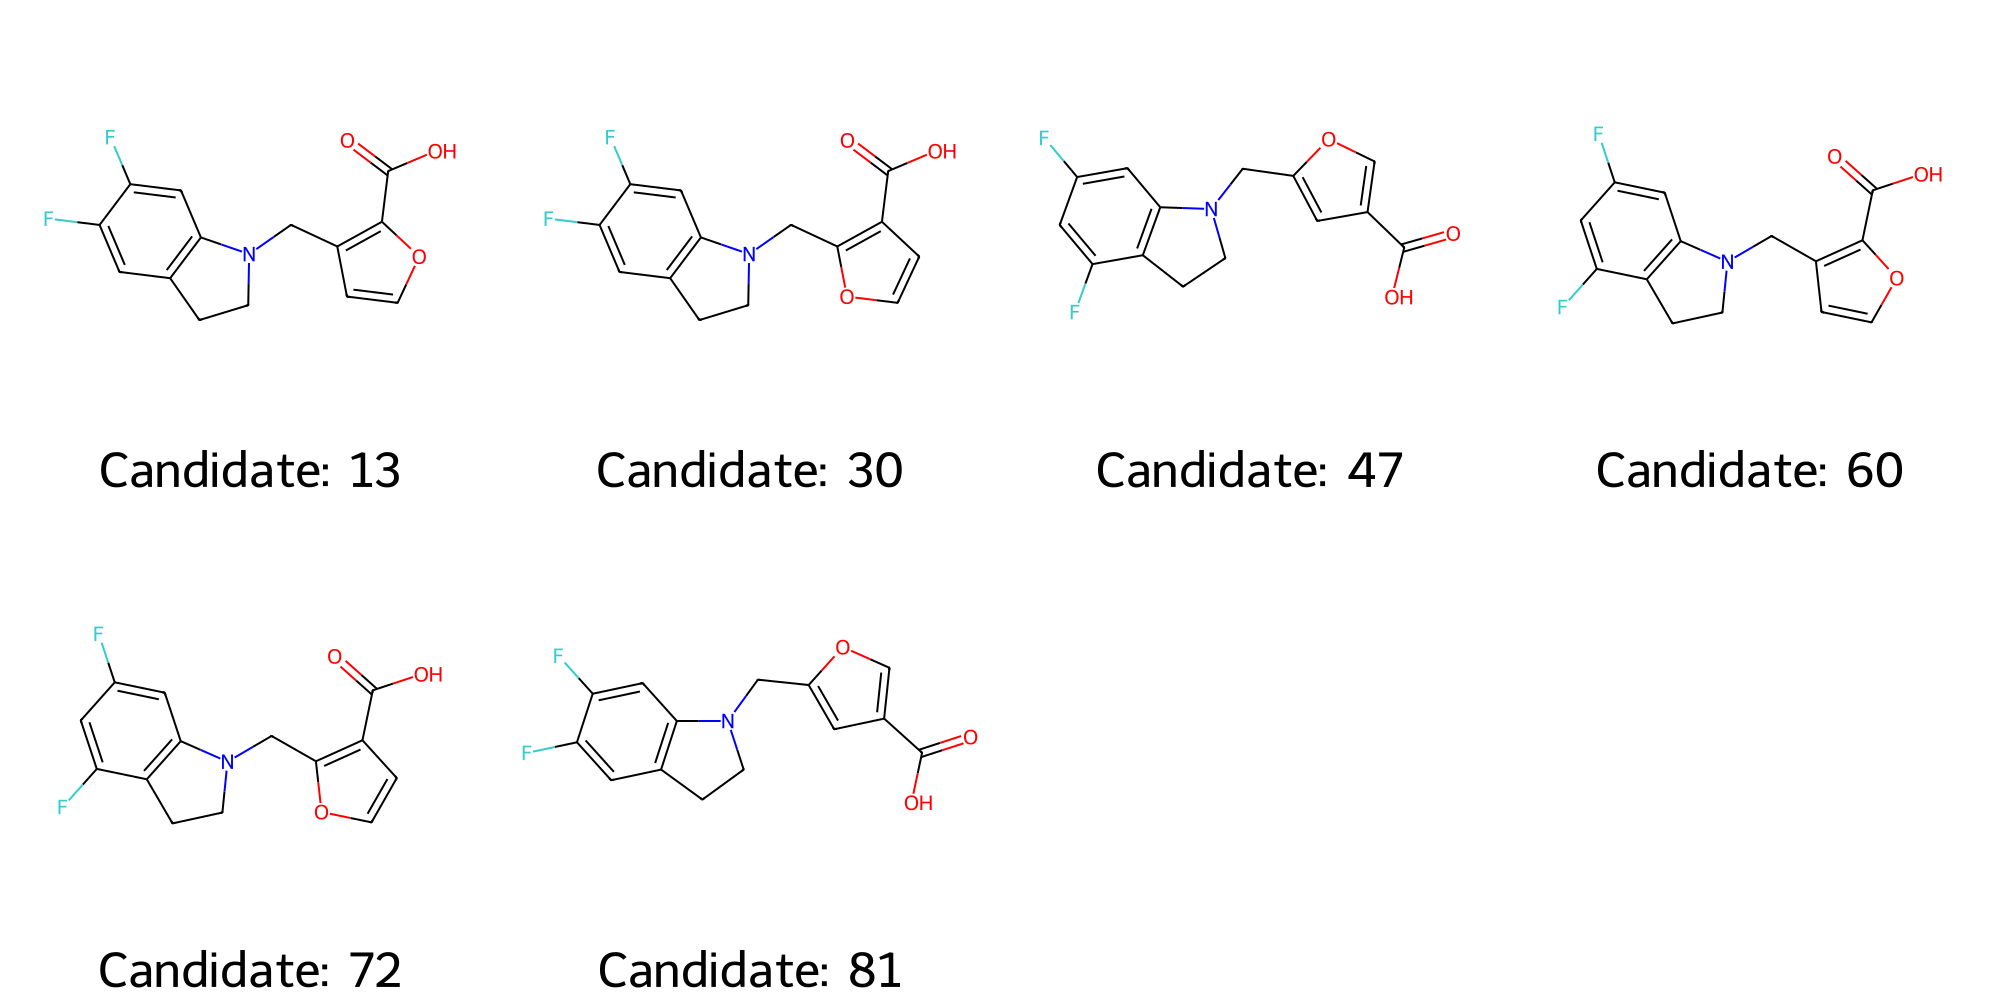 F
F
N
O
OH
O
Candidate: 13
F
F
N
O
OH
O
Candidate: 30
F
F
N
O
O
OH
Candidate: 47
F
F
N
O
OH
O
Candidate: 60
F
F
N
O
OH
O
Candidate: 72
F
F
N
O
O
OH
Candidate: 81